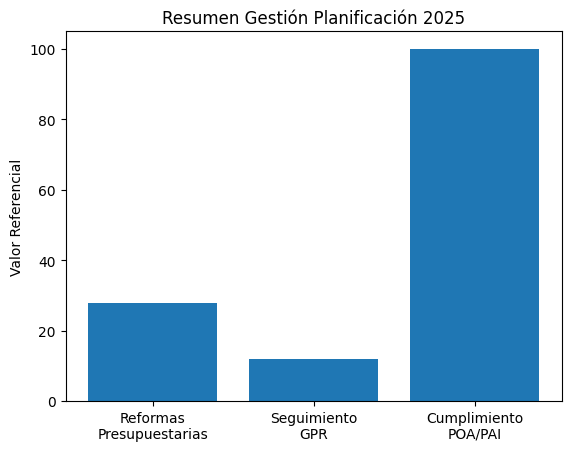 Resumen Gestión Planificación 2025
Valor Referencial
100
80
60
40
20
0
Reformas
Presupuestarias
Seguimiento
GPR
Cumplimiento
POA/PAI